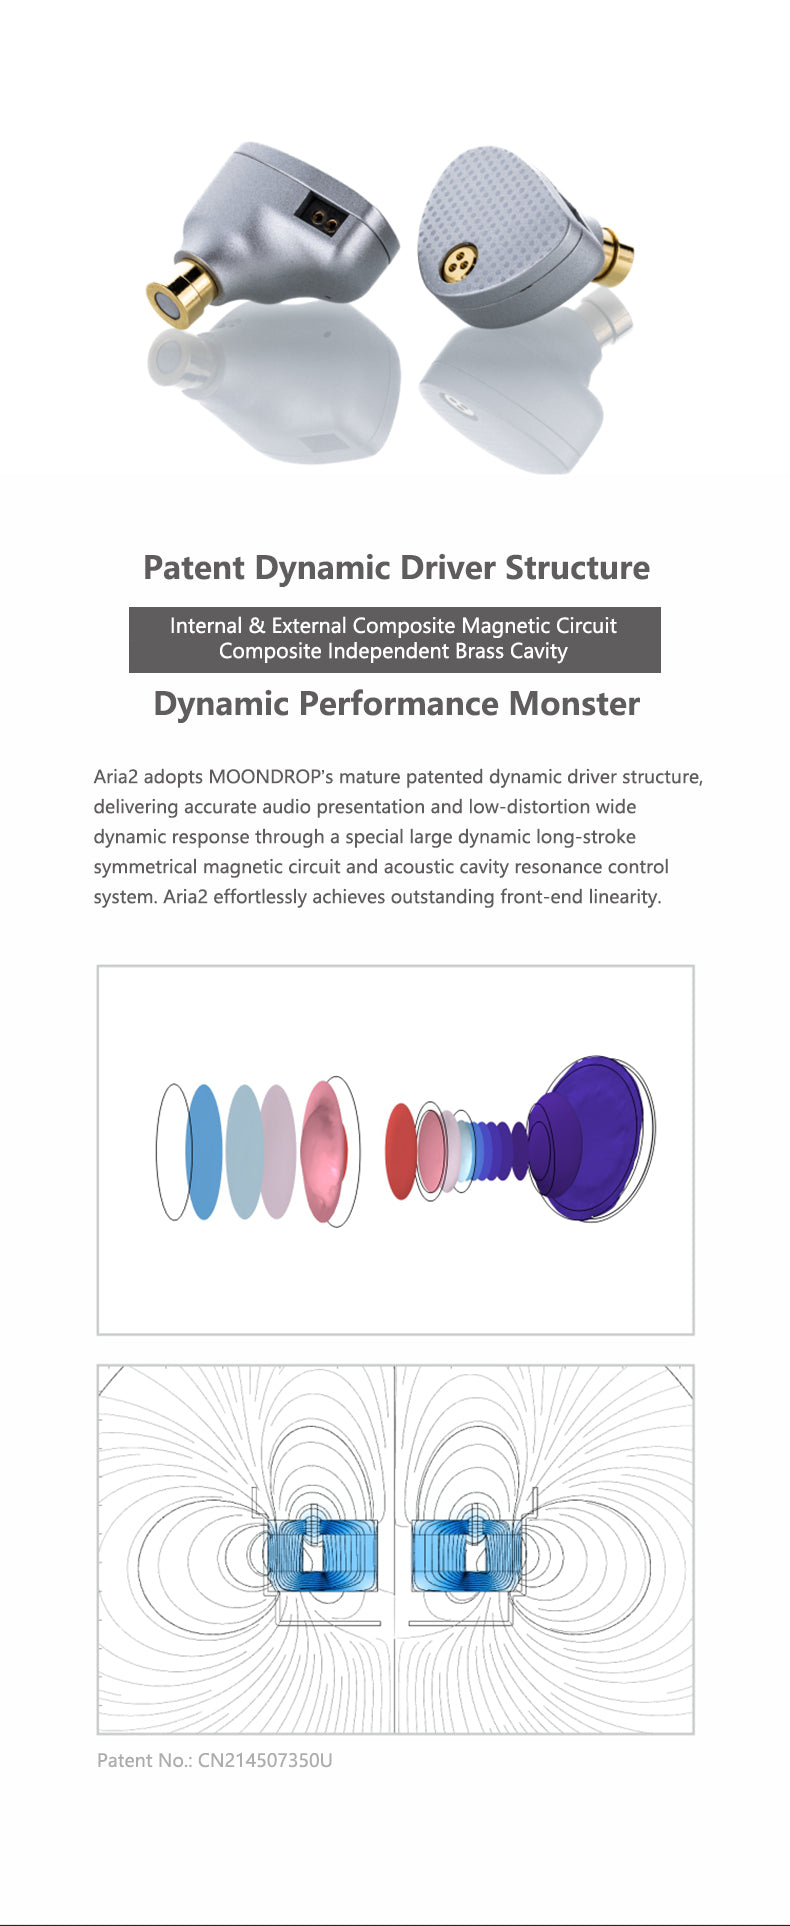 Patent Dynamic Driver Structure
Internal & External Composite Magnetic Circuit
Composite Independent Brass Cavity
Dynamic Performance Monster
Aria2 adopts MOONDROP's mature patented dynamic driver structure,
delivering accurate audio presentation and low-distortion wide
dynamic response through a special large dynamic long-stroke
symmetrical magnetic circuit and acoustic cavity resonance control
system. Aria2 effortlessly achieves outstanding front-end linearity.
Patent No.: CN214507350U